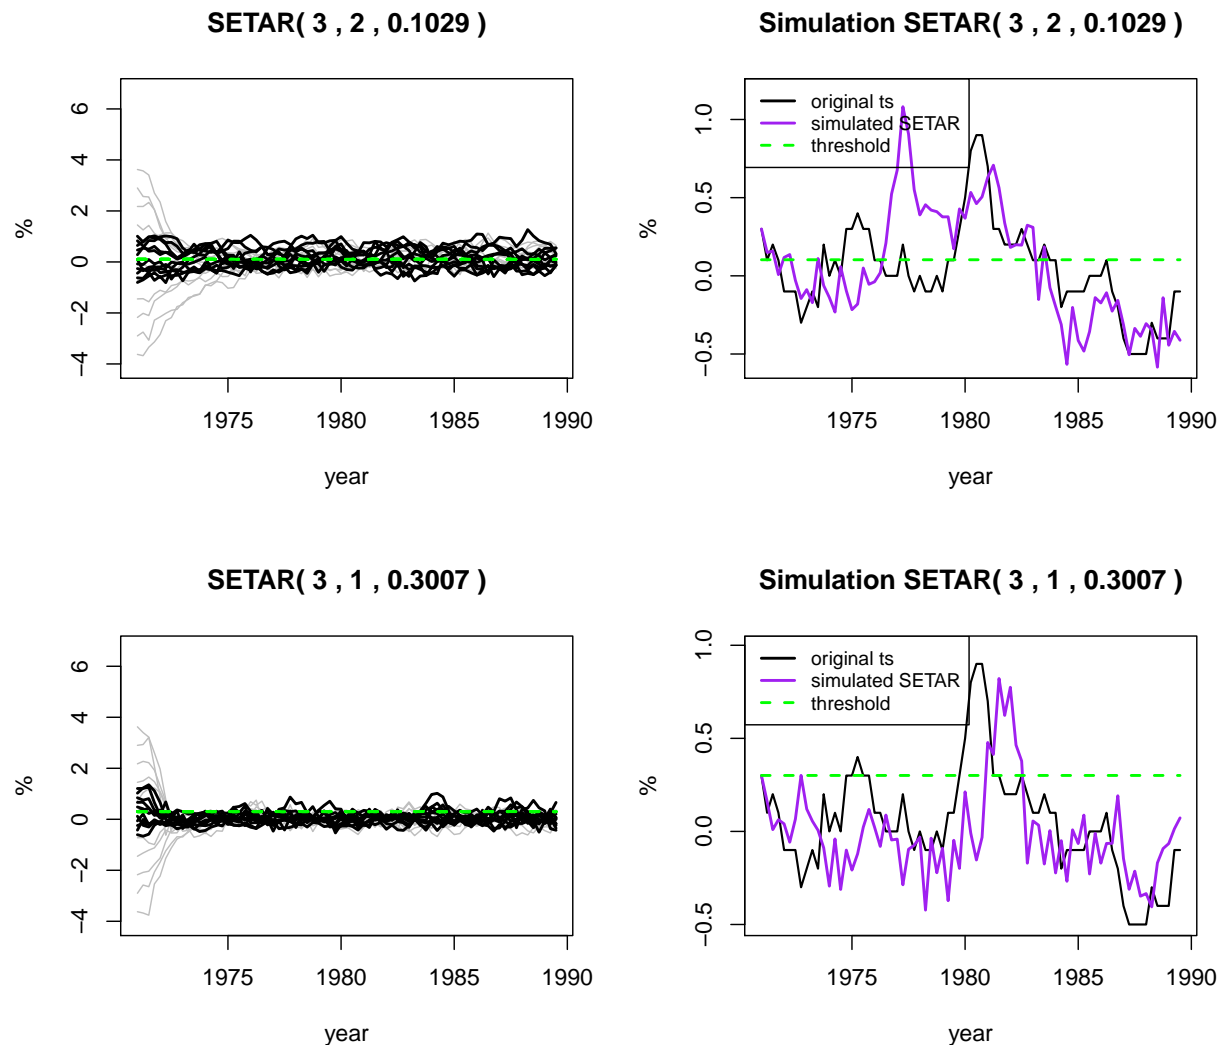 SETAR( 3 , 2 , 0.1029 )
%
6
4
2
0
−2
−4
1975 1980 1985 1990
year
Simulation SETAR( 3 , 2 , 0.1029 )
%
1.0
0.5
0.0
−0.5
original ts
simulated SETAR
threshold
1975 1980 1985 1990
year
SETAR( 3 , 1 , 0.3007 )
%
6
4
2
0
−2
−4
1975 1980 1985 1990
year
Simulation SETAR( 3 , 1 , 0.3007 )
%
1.0
0.5
0.0
−0.5
original ts
simulated SETAR
threshold
1975 1980 1985 1990
year